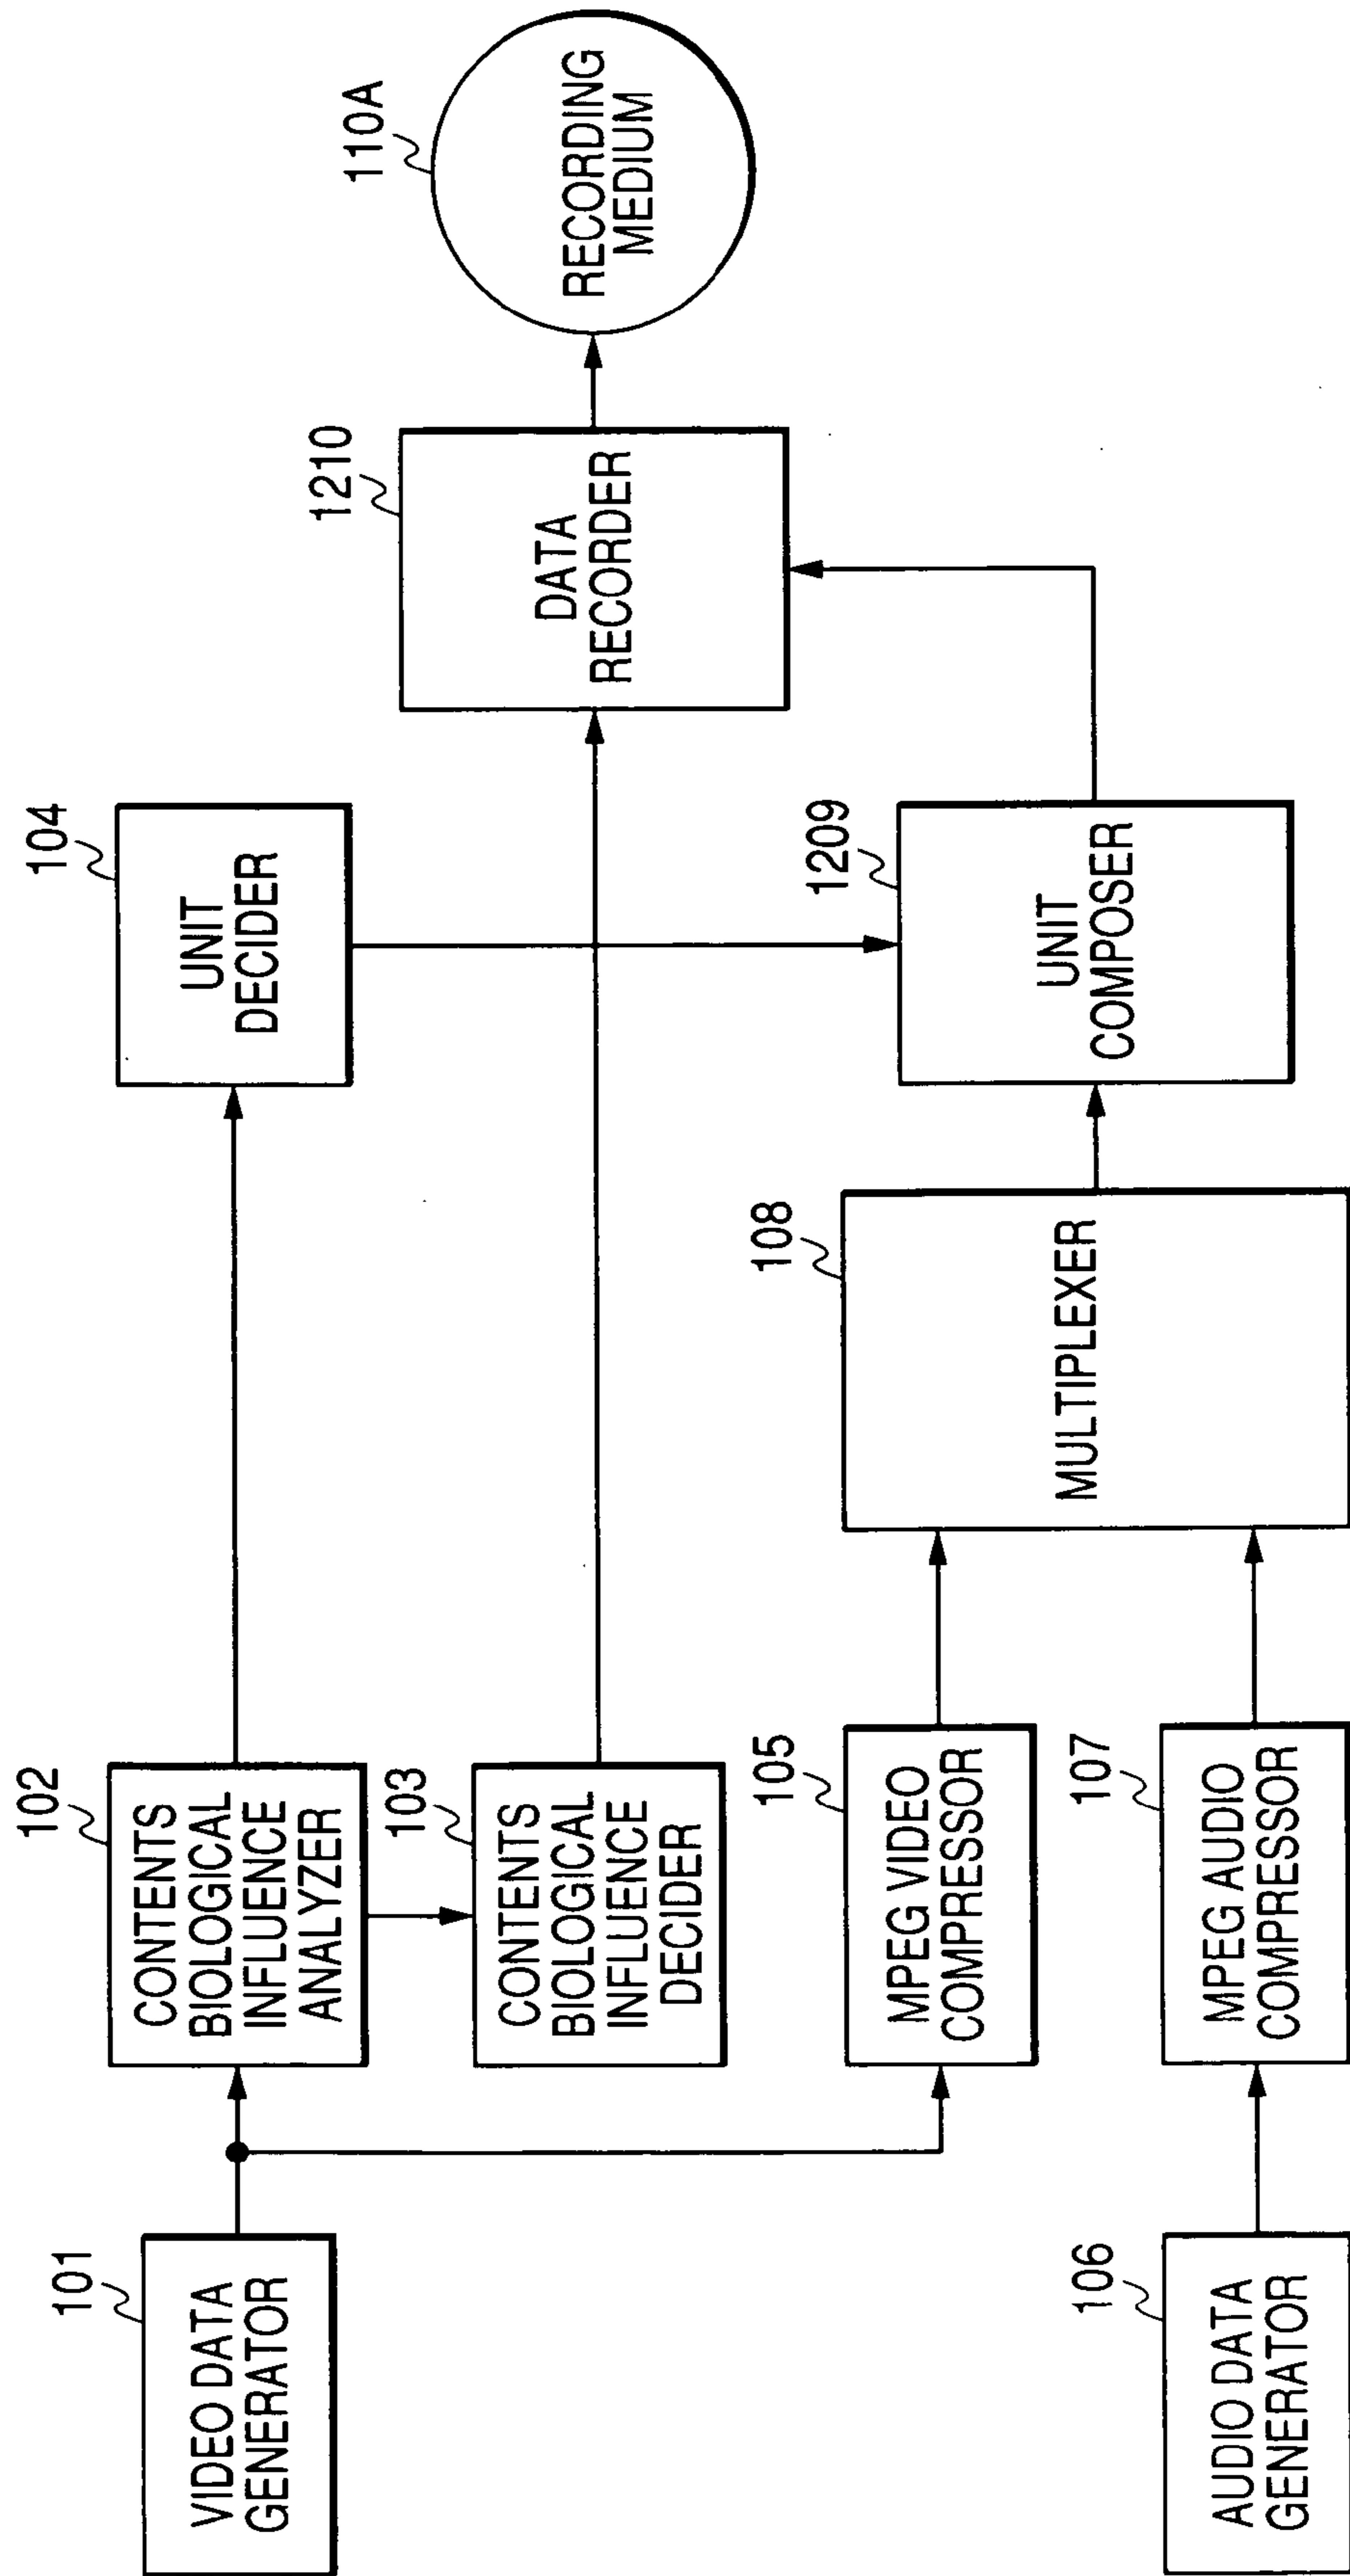 101
VIDEO DATA
GENERATOR
102
CONTENTS
BIOLOGICAL
INFLUENCE
ANALYZER
103
CONTENTS
BIOLOGICAL
INFLUENCE
DECIDER
104
UNIT
DECIDER
105
MPEG VIDEO
COMPRESSOR
106
AUDIO DATA
GENERATOR
107
MPEG AUDIO
COMPRESSOR
108
MULTIPLEXER
1209
UNIT
COMPOSER
1210
DATA
RECORDER
110A
RECORDING
MEDIUM